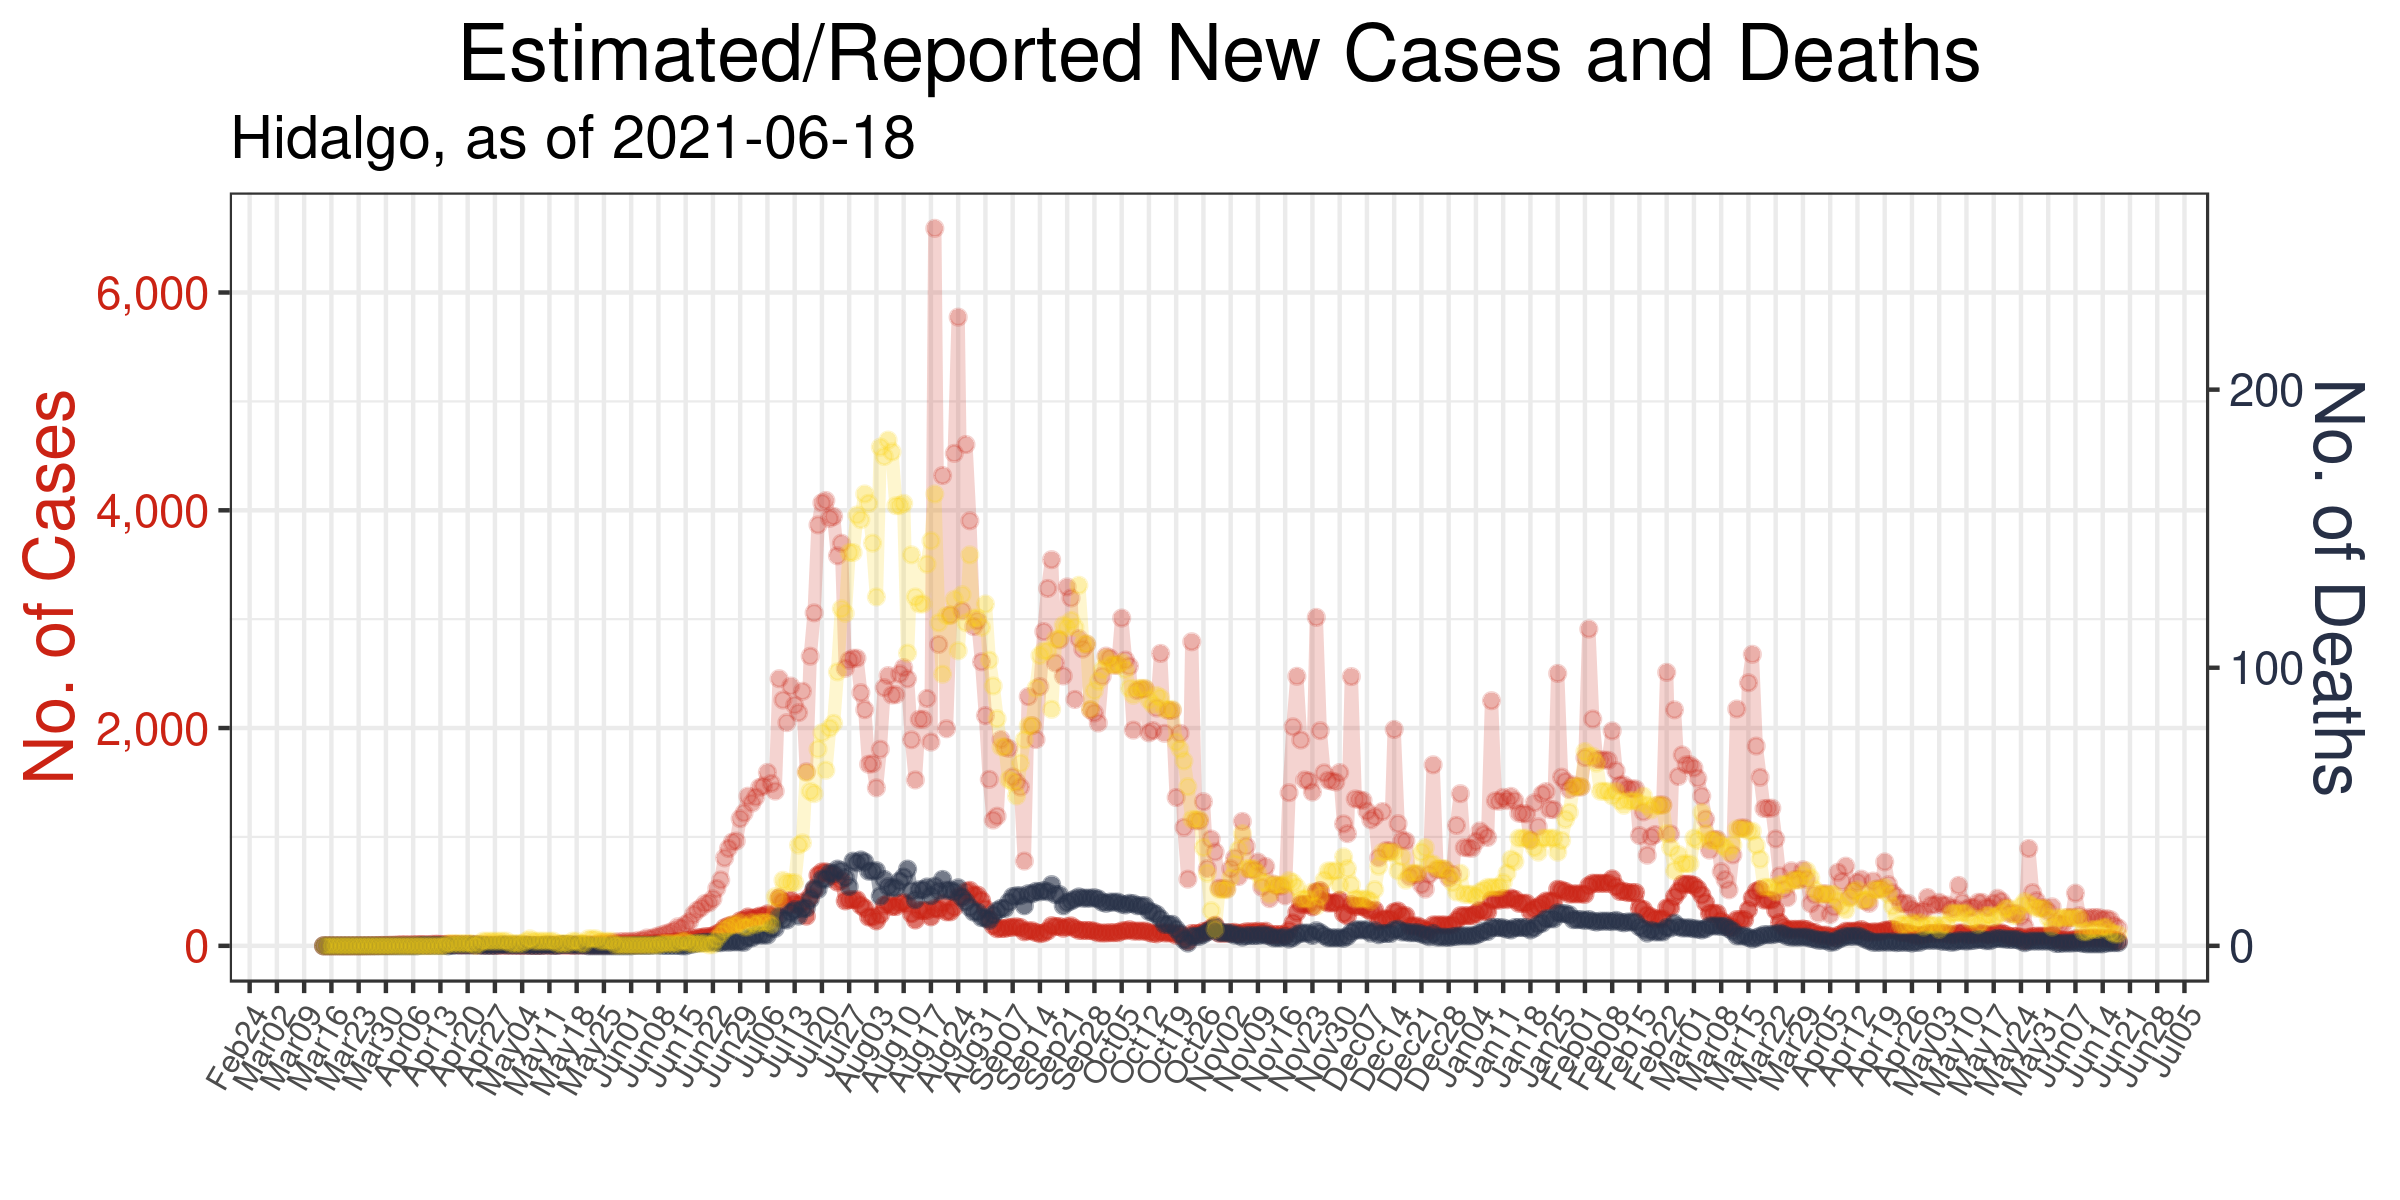 Estimated/Reported New Cases and Deaths
Hidalgo, as of 2021-06-18
No. of Cases
6,000
4,000
2,000
0
200
100
0
No. of Deaths
Feb24
Mar02
Mar09
Mar16
Mar23
Mar30
Apr06
Apr13
Apr20
Apr27
May04
May11
May18
May25
Jun01
Jun08
Jun15
Jun22
Jun29
Jul06
Jul13
Jul20
Jul27
Aug03
Aug10
Aug17
Aug24
Aug31
Sep07
Sep14
Sep21
Sep28
Oct05
Oct12
Oct19
Oct26
Nov02
Nov09
Nov16
Nov23
Nov30
Dec07
Dec14
Dec21
Dec28
Jan04
Jan11
Jan18
Jan25
Feb01
Feb08
Feb15
Feb22
Mar01
Mar08
Mar15
Mar22
Mar29
Apr05
Apr12
Apr19
Apr26
May03
May10
May17
May24
May31
Jun07
Jun14
Jun21
Jun28
Jul05